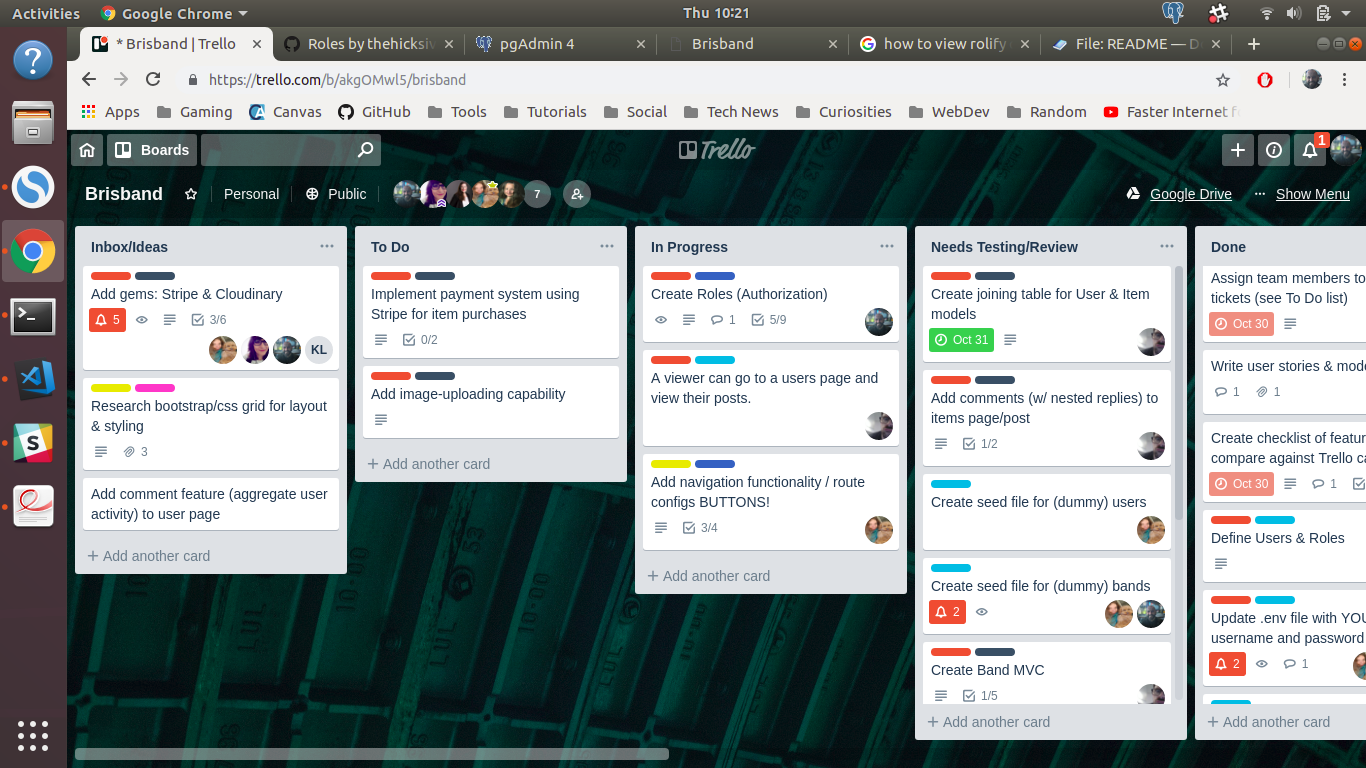 Activities
Google Chrome
Thu 10:21
* Brisband | Trello
Roles by thehicksiv
pgAdmin 4
Brisband
how to view rolify
File: README — D
https://trello.com/b/akgOMwl5/brisband
Apps
Gaming
Canvas
GitHub
Tools
Tutorials
Social
Tech News
Curiosities
WebDev
Random
Faster Internet f
Boards
Trello
1
Brisband
Personal
Public
7
Google Drive
Show Menu
Inbox/Ideas
Add gems: Stripe & Cloudinary
5
3/6
KL
Research bootstrap/css grid for layout
& styling
3
Add comment feature (aggregate user
activity) to user page
+ Add another card
To Do
Implement payment system using
Stripe for item purchases
0/2
Add image-uploading capability
+ Add another card
In Progress
Create Roles (Authorization)
1
5/9
A viewer can go to a users page and
view their posts.
Add navigation functionality / route
configs BUTTONS!
3/4
+ Add another card
Needs Testing/Review
Create joining table for User & Item
models
Oct 31
Add comments (w/ nested replies) to
items page/post
1/2
Create seed file for (dummy) users
Create seed file for (dummy) bands
2
Create Band MVC
1/5
+ Add another card
Done
Assign team members to
tickets (see To Do list)
Oct 30
Write user stories & mode
1
1
Create checklist of featur
compare against Trello ca
Oct 30
1
Define Users & Roles
Update .env file with YOU
username and password
2
1
+ Add another card